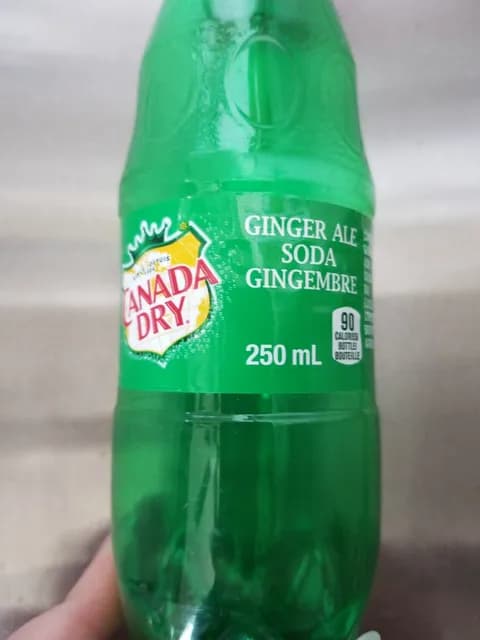 CANADA
DRY
GINGER ALE
SODA
GINGEMBRE
250 mL
90
CALORIES
BOTTLE/
BOUTEILLE